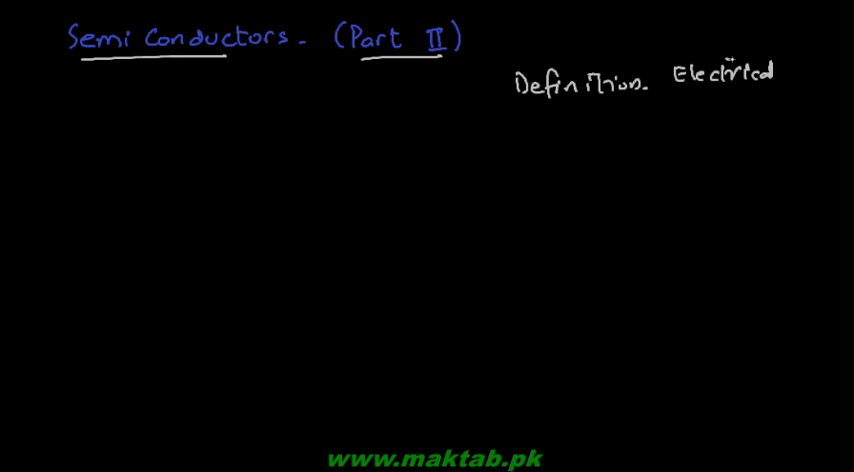 Semi Conductors. (Part II)
Definition. Electrical
www.maktab.pk